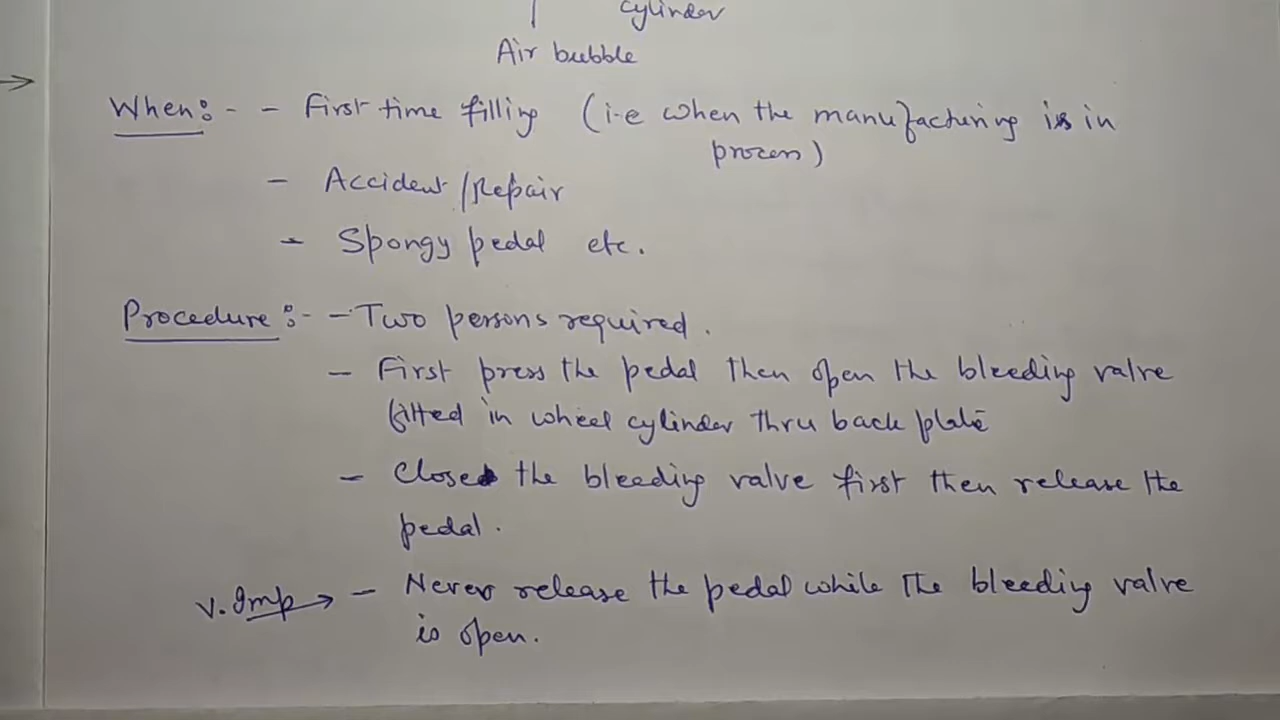 cylinder
Air bubble
When:- - First time filling (i.e when the manufacturing is in
process)
- Accident/Repair
- Spongy pedal etc.
Procedure:- - Two persons required.
- First press the pedal then open the bleeding valve
fitted in wheel cylinder thru back plate
- Close the bleeding valve first then release the
pedal.
v. Imp → - Never release the pedal while the bleeding valve
is open.